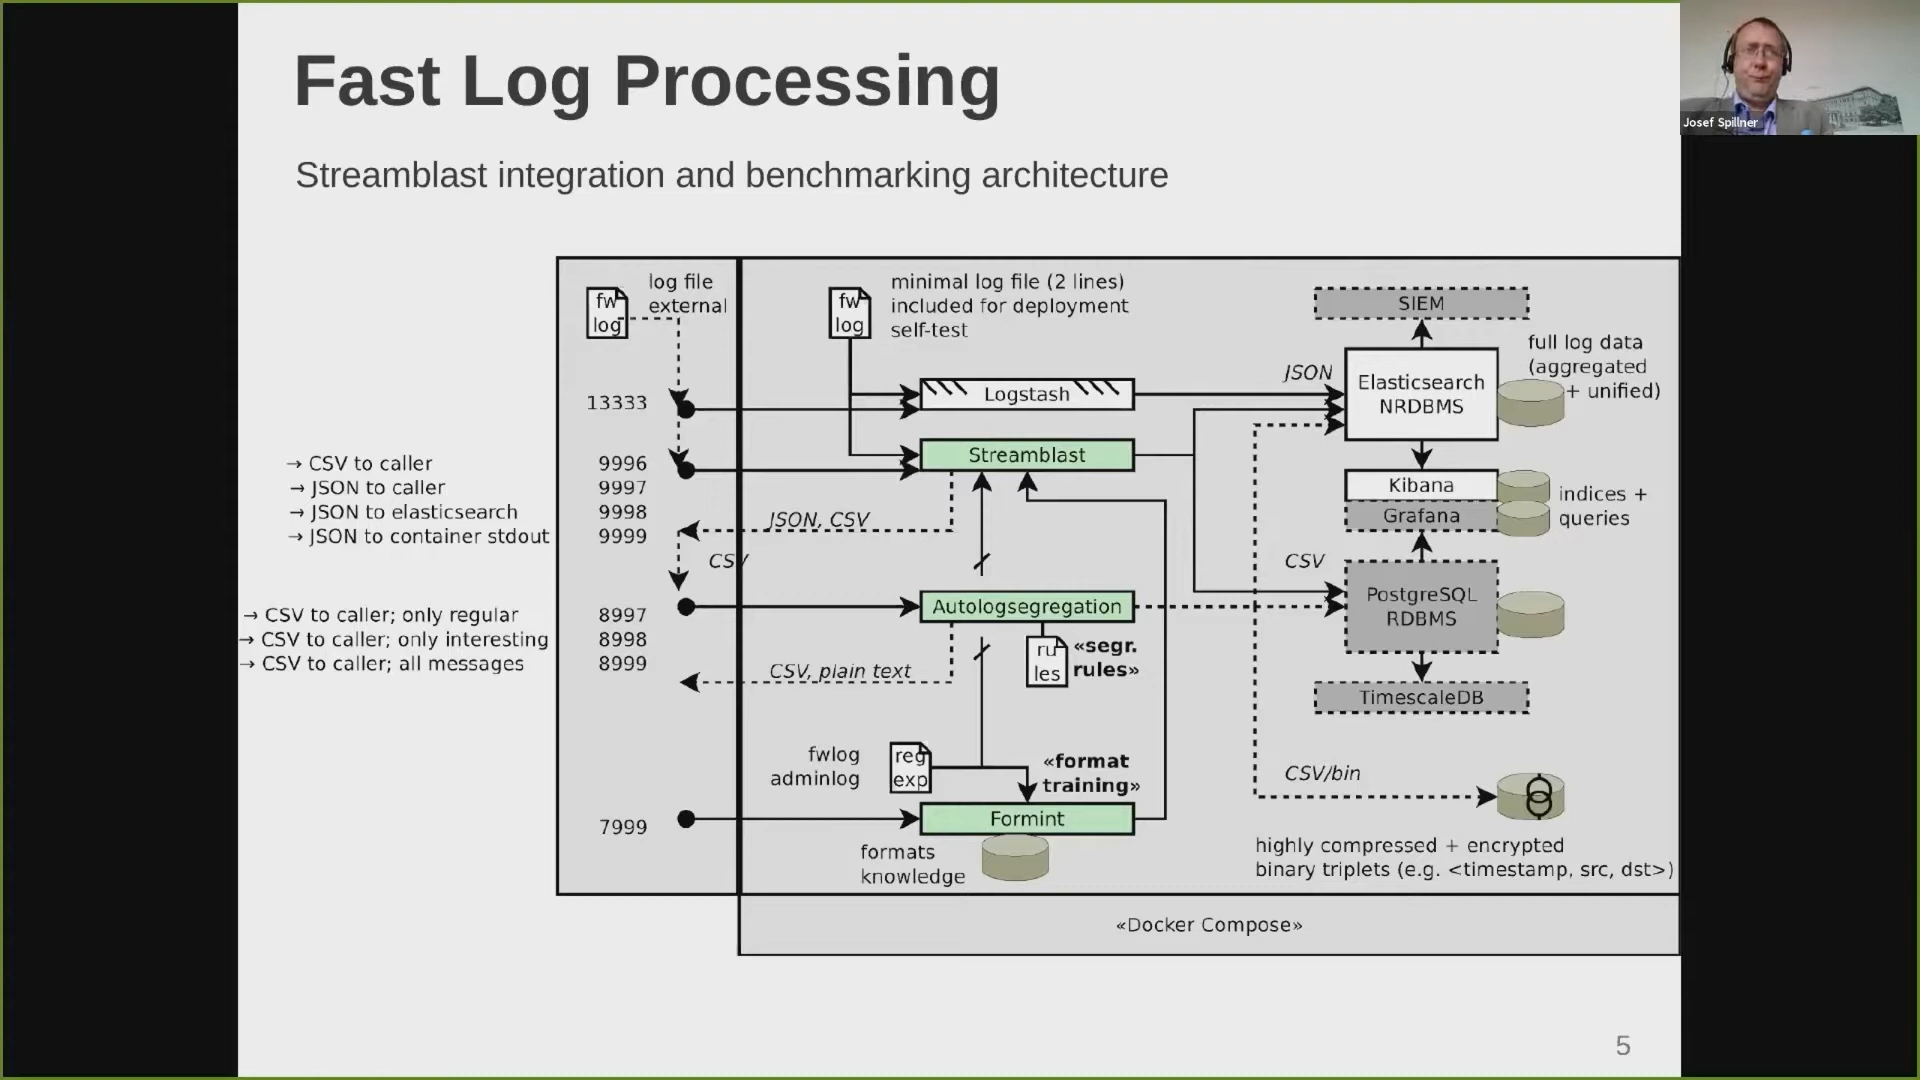 Fast Log Processing
Streamblast integration and benchmarking architecture
Josef Spillner
fw
log
log file
external
fw
log
minimal log file (2 lines)
included for deployment
self-test
SIEM
full log data
(aggregated
+ unified)
JSON
Elasticsearch
NRDBMS
Logstash
13333
Streamblast
→ CSV to caller
9996
→ JSON to caller
9997
→ JSON to elasticsearch
9998
→ JSON to container stdout
9999
JSON, CSV
CSV
Kibana
Grafana
indices +
queries
CSV
PostgreSQL
RDBMS
Autologsegregation
→ CSV to caller; only regular
8997
→ CSV to caller; only interesting
8998
→ CSV to caller; all messages
8999
CSV, plain text
ru
les
«segr.
rules»
TimescaleDB
fwlog
adminlog
reg
exp
«format
training»
CSV/bin
7999
Formint
formats
knowledge
highly compressed + encrypted
binary triplets (e.g. <timestamp, src, dst>)
«Docker Compose»
5